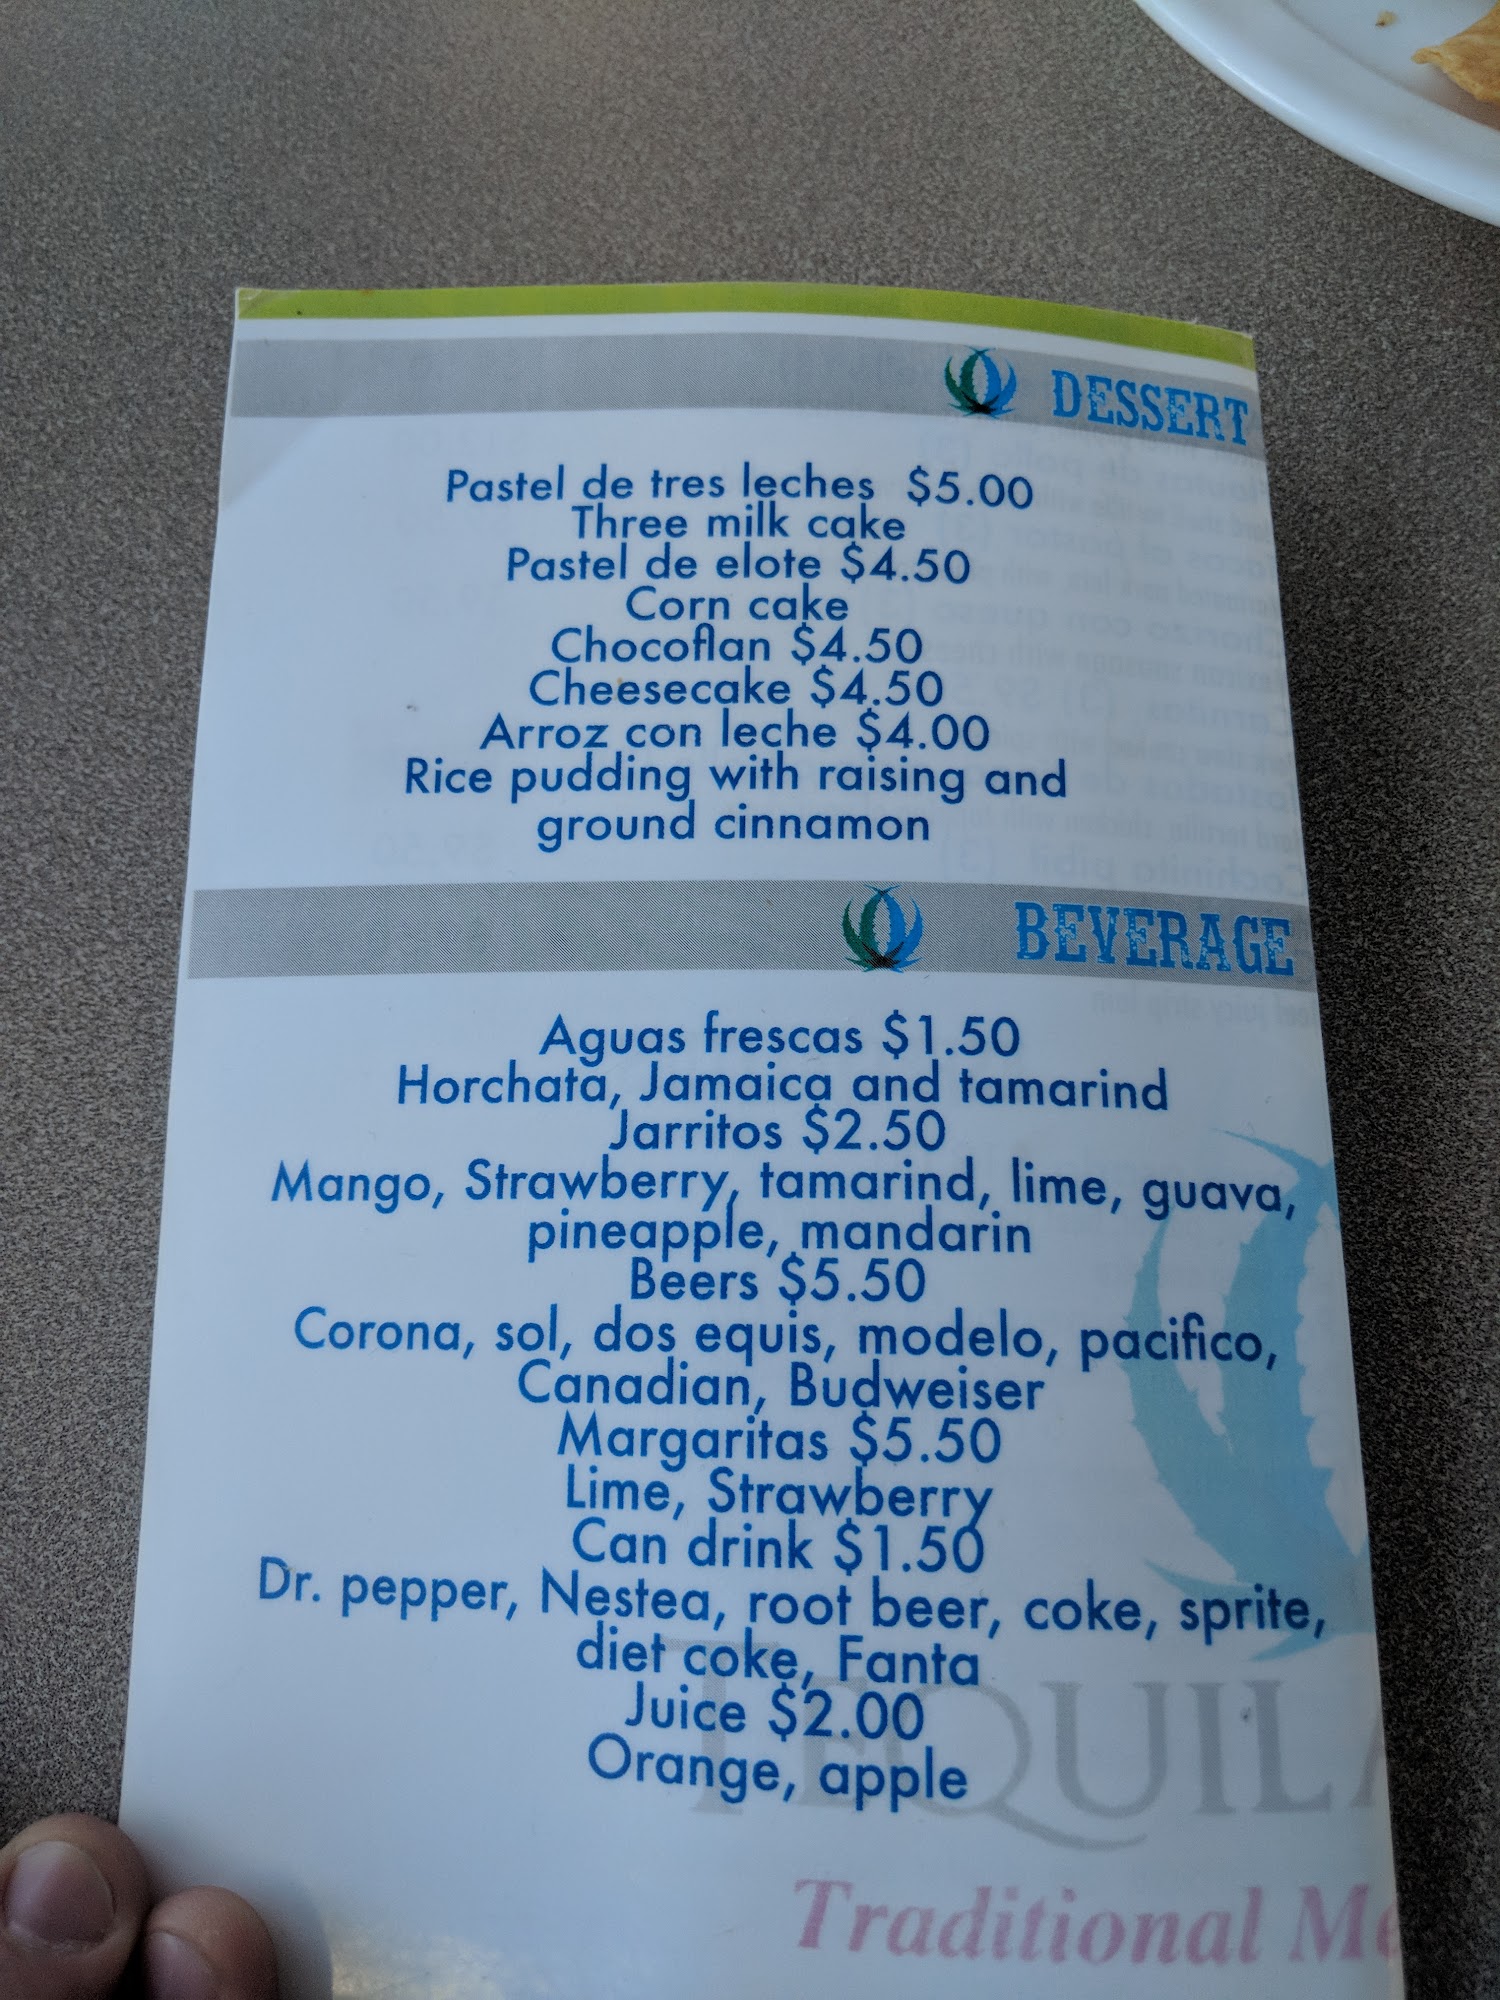 DESSERT
Pastel de tres leches $5.00
Three milk cake
Pastel de elote $4.50
Corn cake
Chocoflan $4.50
Cheesecake $4.50
Arroz con leche $4.00
Rice pudding with raising and
ground cinnamon
BEVERAGE
Aguas frescas $1.50
Horchata, Jamaica and tamarind
Jarritos $2.50
Mango, Strawberry, tamarind, lime, guava,
pineapple, mandarin
Beers $5.50
Corona, sol, dos equis, modelo, pacifico,
Canadian, Budweiser
Margaritas $5.50
Lime, Strawberry
Can drink $1.50
Dr. pepper, Nestea, root beer, coke, sprite,
diet coke, Fanta
Juice $2.00
Orange, apple
TEQUILA
Traditional Me